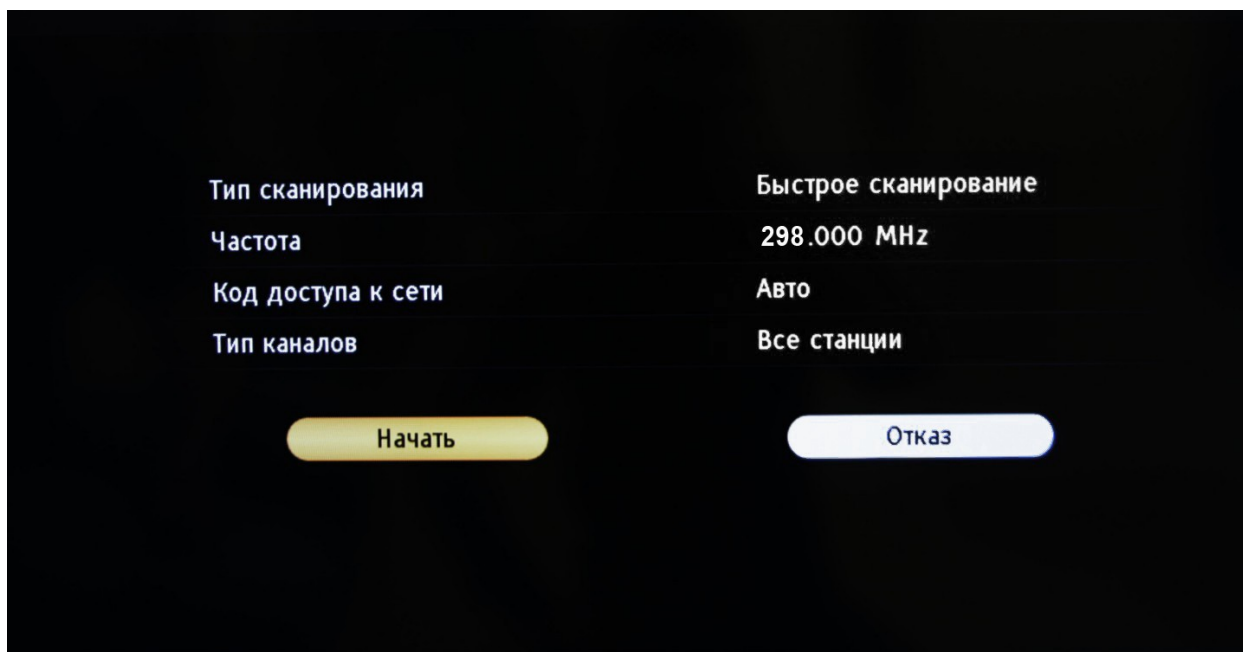 Тип сканирования Быстрое сканирование
Частота 298.000 MHz
Код доступа к сети Авто
Тип каналов Все станции
Начать Отказ